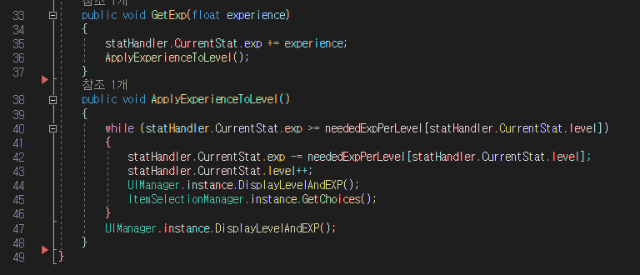 참조 1개
33 public void GetExp(float experience)
34 {
35 statHandler.CurrentStat.exp += experience;
36 ApplyExperienceToLevel();
37 }
참조 1개
38 public void ApplyExperienceToLevel()
39 {
40 while (statHandler.CurrentStat.exp >= neededExpPerLevel[statHandler.CurrentStat.level])
41 {
42 statHandler.CurrentStat.exp -= neededExpPerLevel[statHandler.CurrentStat.level];
43 statHandler.CurrentStat.level++;
44 UIManager.instance.DisplayLevelAndEXP();
45 ItemSelectionManager.instance.GetChoices();
46 }
47 UIManager.instance.DisplayLevelAndEXP();
48 }
49 }